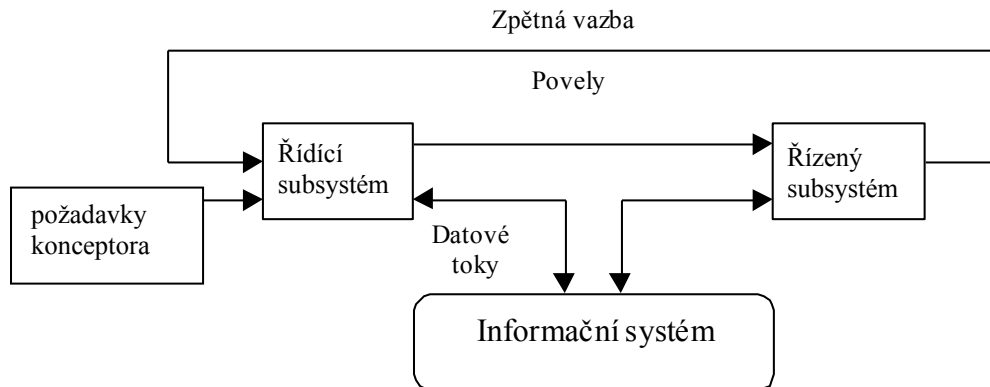 Zpětná vazba
Povely
Řídící
subsystém
Řízený
subsystém
požadavky
konceptora
Datové
toky
Informační systém